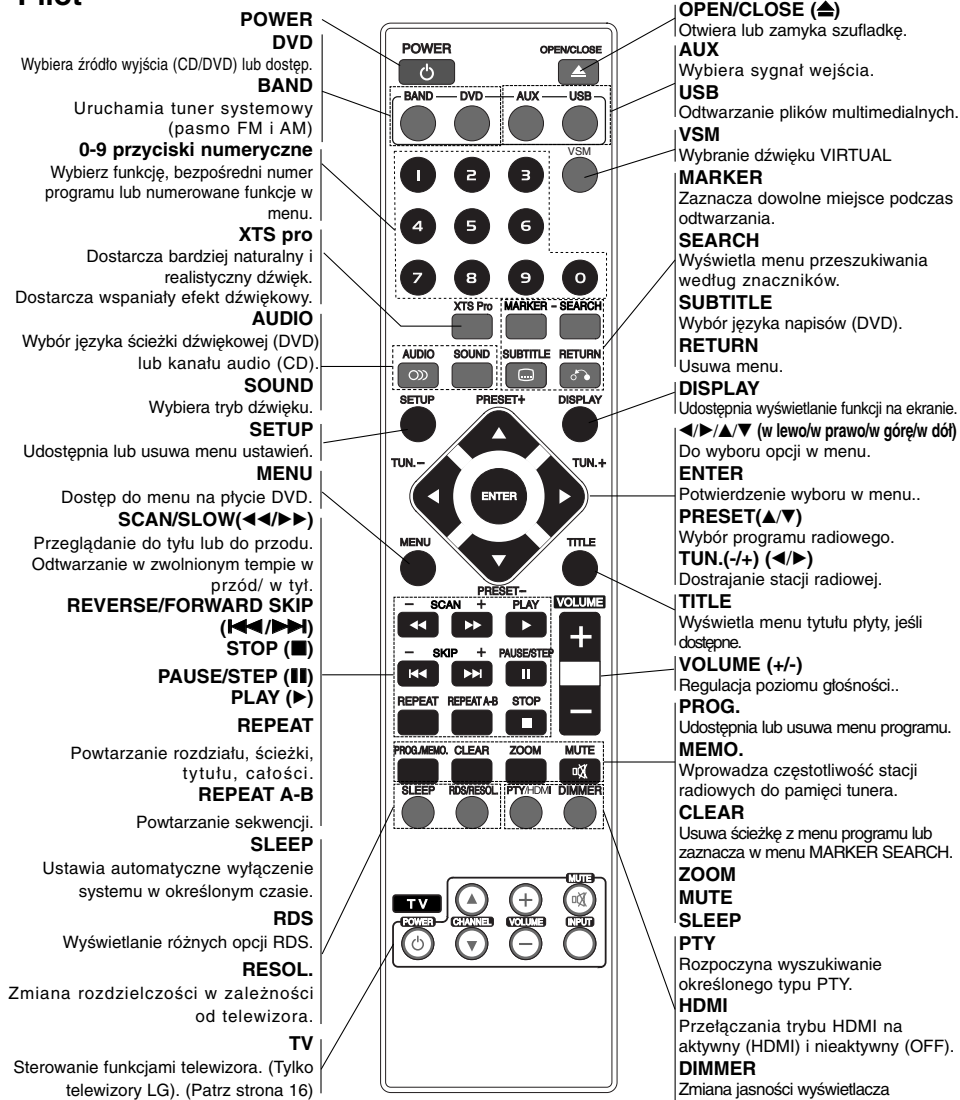 Pilot
POWER
DVD
Wybiera źródło wyjścia (CD/DVD) lub dostęp.
BAND
Uruchamia tuner systemowy
(pasmo FM i AM)
0-9 przyciski numeryczne
Wybierz funkcję, bezpośredni numer
programu lub numerowane funkcje w
menu.
XTS pro
Dostarcza bardziej naturalny i
realistyczny dźwięk.
Dostarcza wspaniały efekt dźwiękowy.
AUDIO
Wybór języka ścieżki dźwiękowej (DVD)
lub kanału audio (CD).
SOUND
Wybiera tryb dźwięku.
SETUP
Udostępnia lub usuwa menu ustawień.
MENU
Dostęp do menu na płycie DVD.
SCAN/SLOW(◀◀/▶▶)
Przeglądanie do tyłu lub do przodu.
Odtwarzanie w zwolnionym tempie w
przód/ w tył.
REVERSE/FORWARD SKIP
(|◀◀/▶▶|)
STOP (■)
PAUSE/STEP (❚❚)
PLAY (▶)
REPEAT
Powtarzanie rozdziału, ścieżki,
tytułu, całości.
REPEAT A-B
Powtarzanie sekwencji.
SLEEP
Ustawia automatyczne wyłączenie
systemu w określonym czasie.
RDS
Wyświetlanie różnych opcji RDS.
RESOL.
Zmiana rozdzielczości w zależności
od telewizora.
TV
Sterowanie funkcjami telewizora. (Tylko
telewizory LG). (Patrz strona 16)
POWER OPEN/CLOSE
BAND DVD AUX USB
VSM
1 2 3
4 5 6
7 8 9 0
XTS Pro MARKER - SEARCH
AUDIO SOUND SUBTITLE RETURN
SETUP PRESET+ DISPLAY
TUN.- TUN.+
ENTER
MENU TITLE
PRESET-
- SCAN + PLAY VOLUME
+
- SKIP + PAUSE/STEP
REPEAT REPEAT A-B STOP
-
PROG./MEMO. CLEAR ZOOM MUTE
SLEEP RDS/RESOL. PTY/HDMI DIMMER
MUTE
TV
POWER CHANNEL VOLUME INPUT
OPEN/CLOSE (⏏)
Otwiera lub zamyka szufladkę.
AUX
Wybiera sygnał wejścia.
USB
Odtwarzanie plików multimedialnych.
VSM
Wybranie dźwięku VIRTUAL
MARKER
Zaznacza dowolne miejsce podczas
odtwarzania.
SEARCH
Wyświetla menu przeszukiwania
według znaczników.
SUBTITLE
Wybór języka napisów (DVD).
RETURN
Usuwa menu.
DISPLAY
Udostępnia wyświetlanie funkcji na ekranie.
◀/▶/▲/▼ (w lewo/w prawo/w górę/w dół)
Do wyboru opcji w menu.
ENTER
Potwierdzenie wyboru w menu..
PRESET(▲/▼)
Wybór programu radiowego.
TUN.(-/+) (◀/▶)
Dostrajanie stacji radiowej.
TITLE
Wyświetla menu tytułu płyty, jeśli
dostępne.
VOLUME (+/-)
Regulacja poziomu głośności..
PROG.
Udostępnia lub usuwa menu programu.
MEMO.
Wprowadza częstotliwość stacji
radiowych do pamięci tunera.
CLEAR
Usuwa ścieżkę z menu programu lub
zaznacza w menu MARKER SEARCH.
ZOOM
MUTE
SLEEP
PTY
Rozpoczyna wyszukiwanie
określonego typu PTY.
HDMI
Przełączania trybu HDMI na
aktywny (HDMI) i nieaktywny (OFF).
DIMMER
Zmiana jasności wyświetlacza